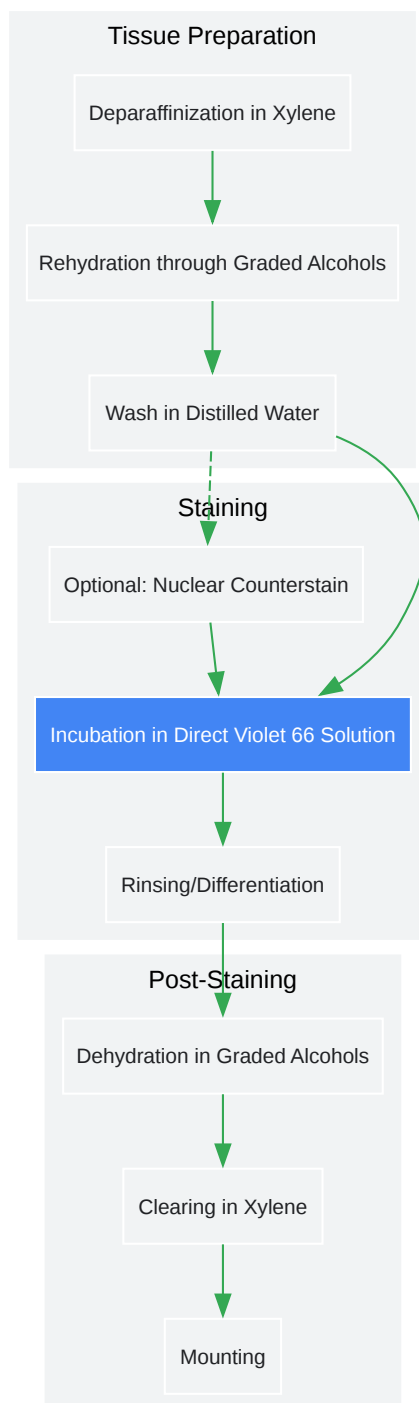 Tissue Preparation
Deparaffinization in Xylene
Rehydration through Graded Alcohols
Wash in Distilled Water
Staining
Optional: Nuclear Counterstain
Incubation in Direct Violet 66 Solution
Rinsing/Differentiation
Post-Staining
Dehydration in Graded Alcohols
Clearing in Xylene
Mounting